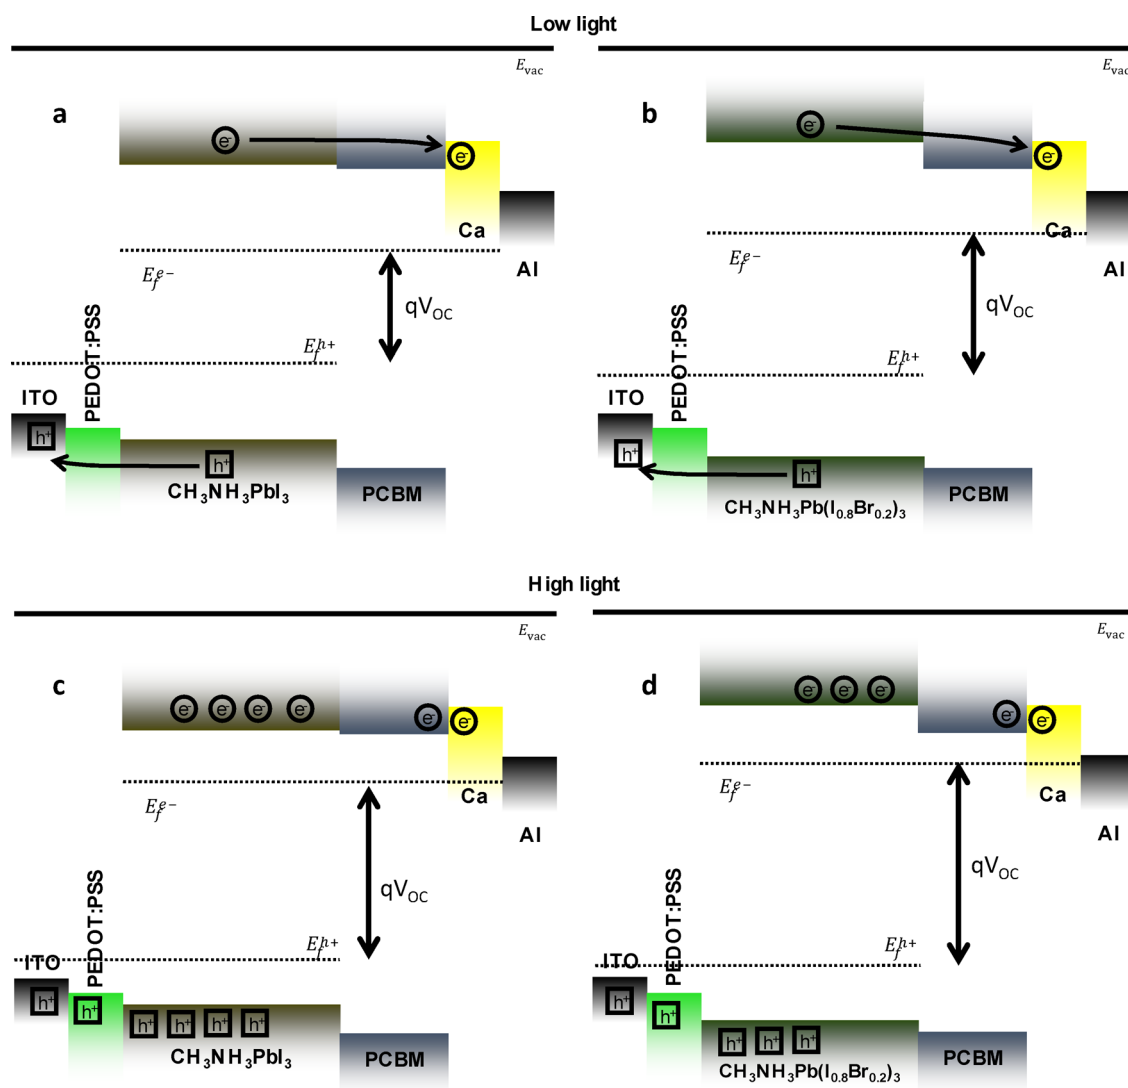 Low light
E_vac
E_vac
a
b
e⁻
e⁻
e⁻
e⁻
Ca
Ca
Al
Al
E_f^e−
E_f^e−
qV_OC
qV_OC
PEDOT:PSS
PEDOT:PSS
E_f^h+
E_f^h+
ITO
ITO
h⁺
h⁺
h⁺
h⁺
CH₃NH₃PbI₃
PCBM
CH₃NH₃Pb(I₀.₈Br₀.₂)₃
PCBM
High light
E_vac
E_vac
c
d
e⁻ e⁻ e⁻ e⁻ e⁻ e⁻
e⁻ e⁻ e⁻ e⁻ e⁻
Ca
Ca
E_f^e−
E_f^e−
Al
Al
qV_OC
qV_OC
PEDOT:PSS
PEDOT:PSS
E_f^h+
E_f^h+
ITO
ITO
h⁺ h⁺ h⁺ h⁺ h⁺ h⁺
h⁺ h⁺ h⁺ h⁺ h⁺
CH₃NH₃PbI₃
PCBM
CH₃NH₃Pb(I₀.₈Br₀.₂)₃
PCBM